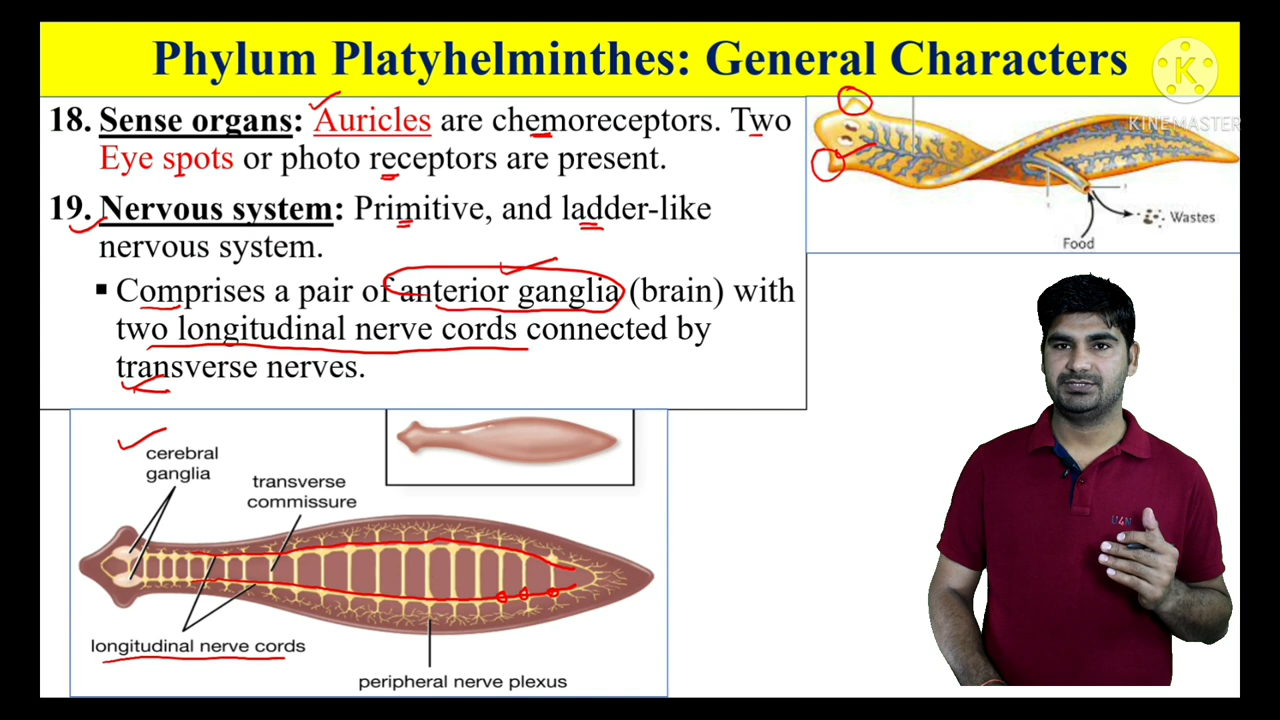 Phylum Platyhelminthes: General Characters
K
KINEMASTER
18. Sense organs: Auricles are chemoreceptors. Two
Eye spots or photo receptors are present.
19. Nervous system: Primitive, and ladder-like
nervous system.
▪ Comprises a pair of anterior ganglia (brain) with
two longitudinal nerve cords connected by
transverse nerves.
Wastes
Food
cerebral
ganglia
transverse
commissure
longitudinal nerve cords
peripheral nerve plexus